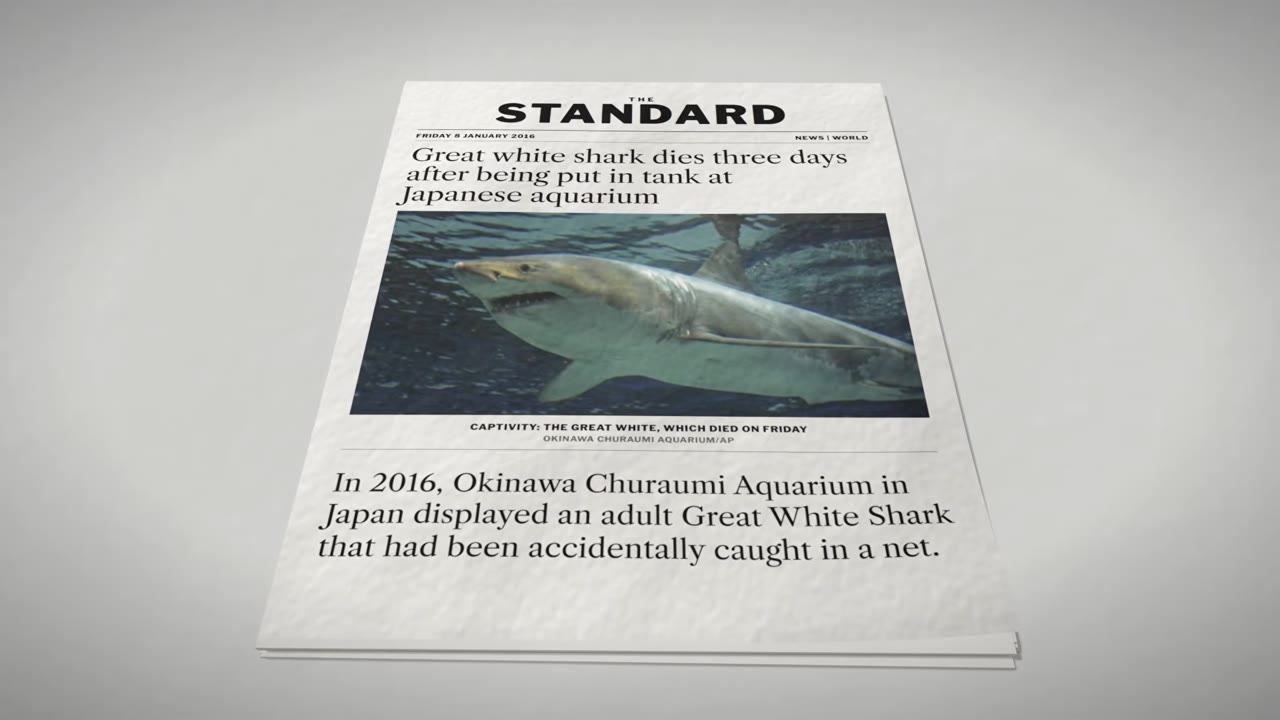 THE
STANDARD
FRIDAY 8 JANUARY 2016 NEWS | WORLD
Great white shark dies three days
after being put in tank at
Japanese aquarium
CAPTIVITY: THE GREAT WHITE, WHICH DIED ON FRIDAY
OKINAWA CHURAUMI AQUARIUM/AP
In 2016, Okinawa Churaumi Aquarium in
Japan displayed an adult Great White Shark
that had been accidentally caught in a net.